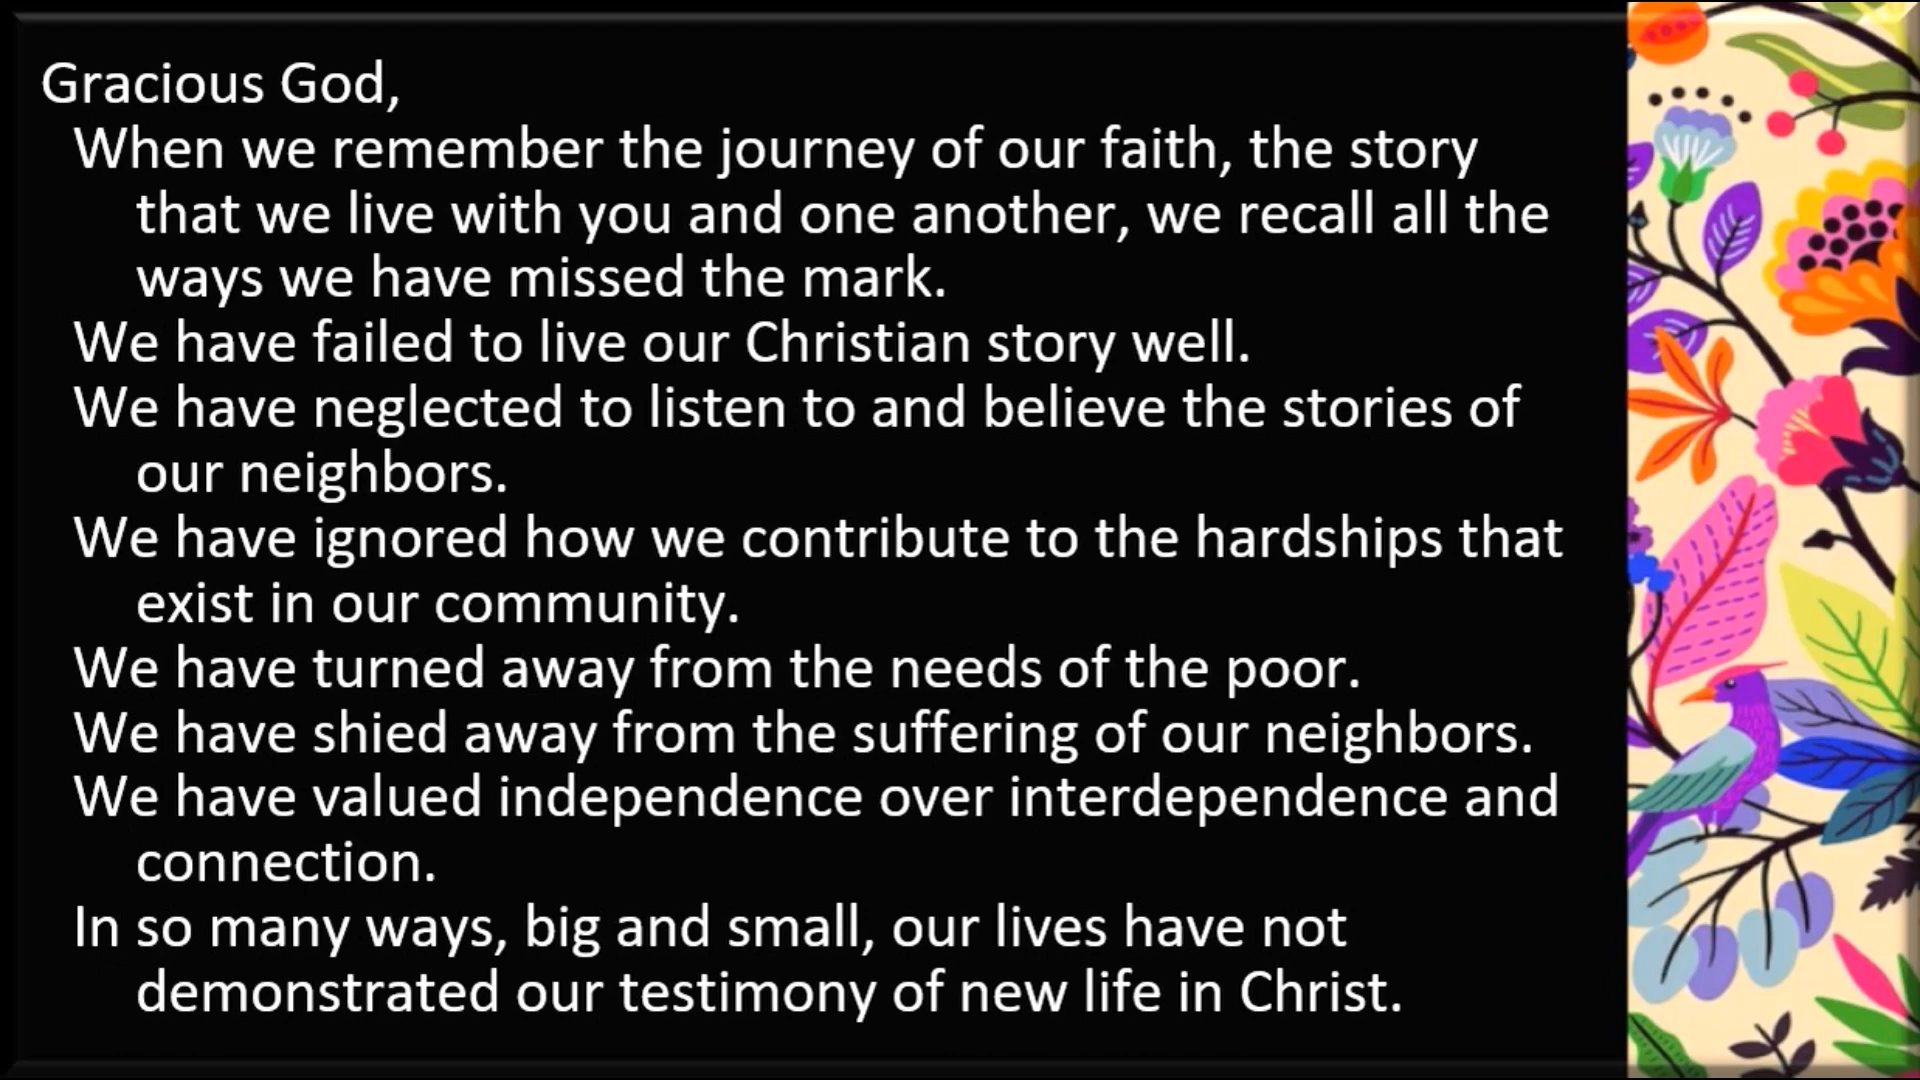 Gracious God,
When we remember the journey of our faith, the story
that we live with you and one another, we recall all the
ways we have missed the mark.
We have failed to live our Christian story well.
We have neglected to listen to and believe the stories of
our neighbors.
We have ignored how we contribute to the hardships that
exist in our community.
We have turned away from the needs of the poor.
We have shied away from the suffering of our neighbors.
We have valued independence over interdependence and
connection.
In so many ways, big and small, our lives have not
demonstrated our testimony of new life in Christ.